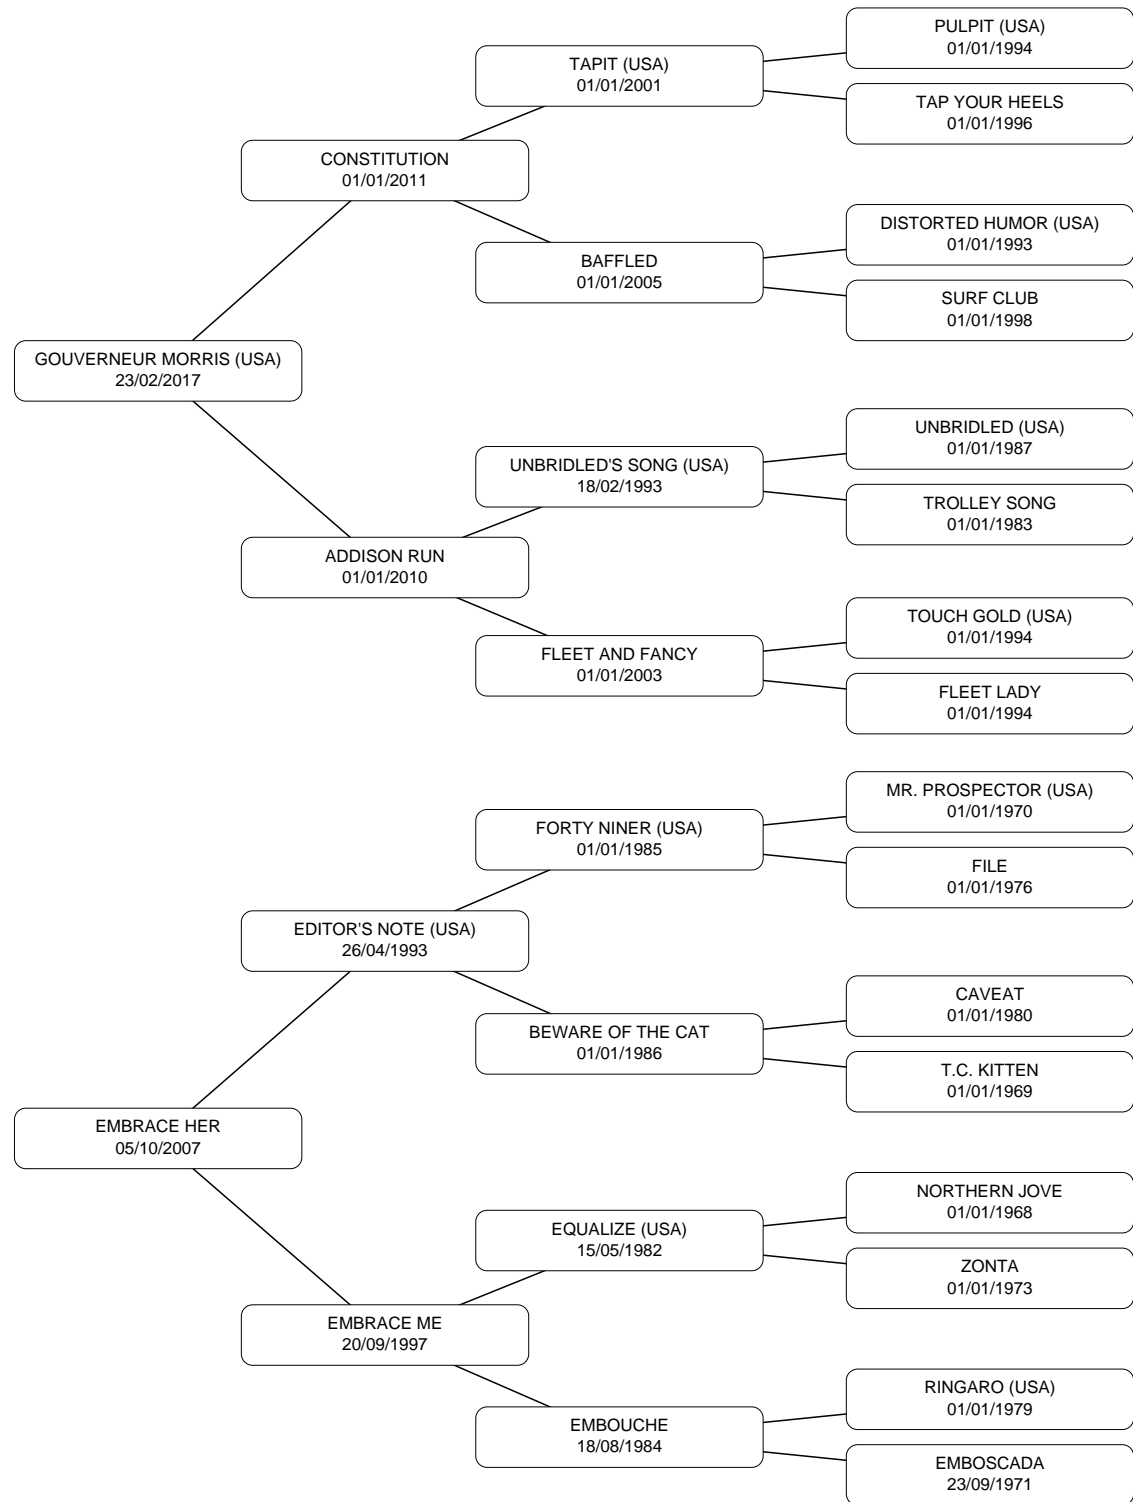 PULPIT (USA)
01/01/1994
TAPIT (USA)
01/01/2001
TAP YOUR HEELS
01/01/1996
CONSTITUTION
01/01/2011
DISTORTED HUMOR (USA)
01/01/1993
BAFFLED
01/01/2005
SURF CLUB
01/01/1998
GOUVERNEUR MORRIS (USA)
23/02/2017
UNBRIDLED (USA)
01/01/1987
UNBRIDLED'S SONG (USA)
18/02/1993
TROLLEY SONG
01/01/1983
ADDISON RUN
01/01/2010
TOUCH GOLD (USA)
01/01/1994
FLEET AND FANCY
01/01/2003
FLEET LADY
01/01/1994
MR. PROSPECTOR (USA)
01/01/1970
FORTY NINER (USA)
01/01/1985
FILE
01/01/1976
EDITOR'S NOTE (USA)
26/04/1993
CAVEAT
01/01/1980
BEWARE OF THE CAT
01/01/1986
T.C. KITTEN
01/01/1969
EMBRACE HER
05/10/2007
NORTHERN JOVE
01/01/1968
EQUALIZE (USA)
15/05/1982
ZONTA
01/01/1973
EMBRACE ME
20/09/1997
RINGARO (USA)
01/01/1979
EMBOUCHE
18/08/1984
EMBOSCADA
23/09/1971